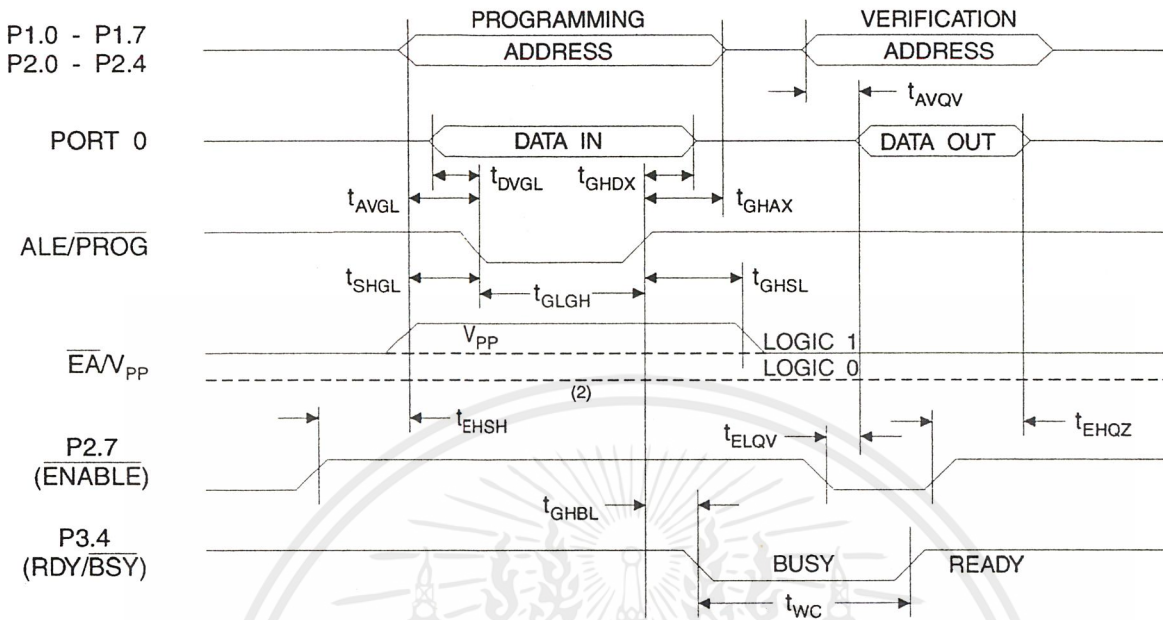 PROGRAMMING VERIFICATION
P1.0 - P1.7
P2.0 - P2.4
ADDRESS ADDRESS
tAVQV
PORT 0 DATA IN DATA OUT
tDVGL tGHDX
tAVGL tGHAX
ALE/PROG
tSHGL tGLGH tGHSL
VPP LOGIC 1
EA/VPP LOGIC 0
(2)
tEHSH tELQV tEHQZ
P2.7
(ENABLE)
tGHBL
P3.4
(RDY/BSY) BUSY READY
tWC